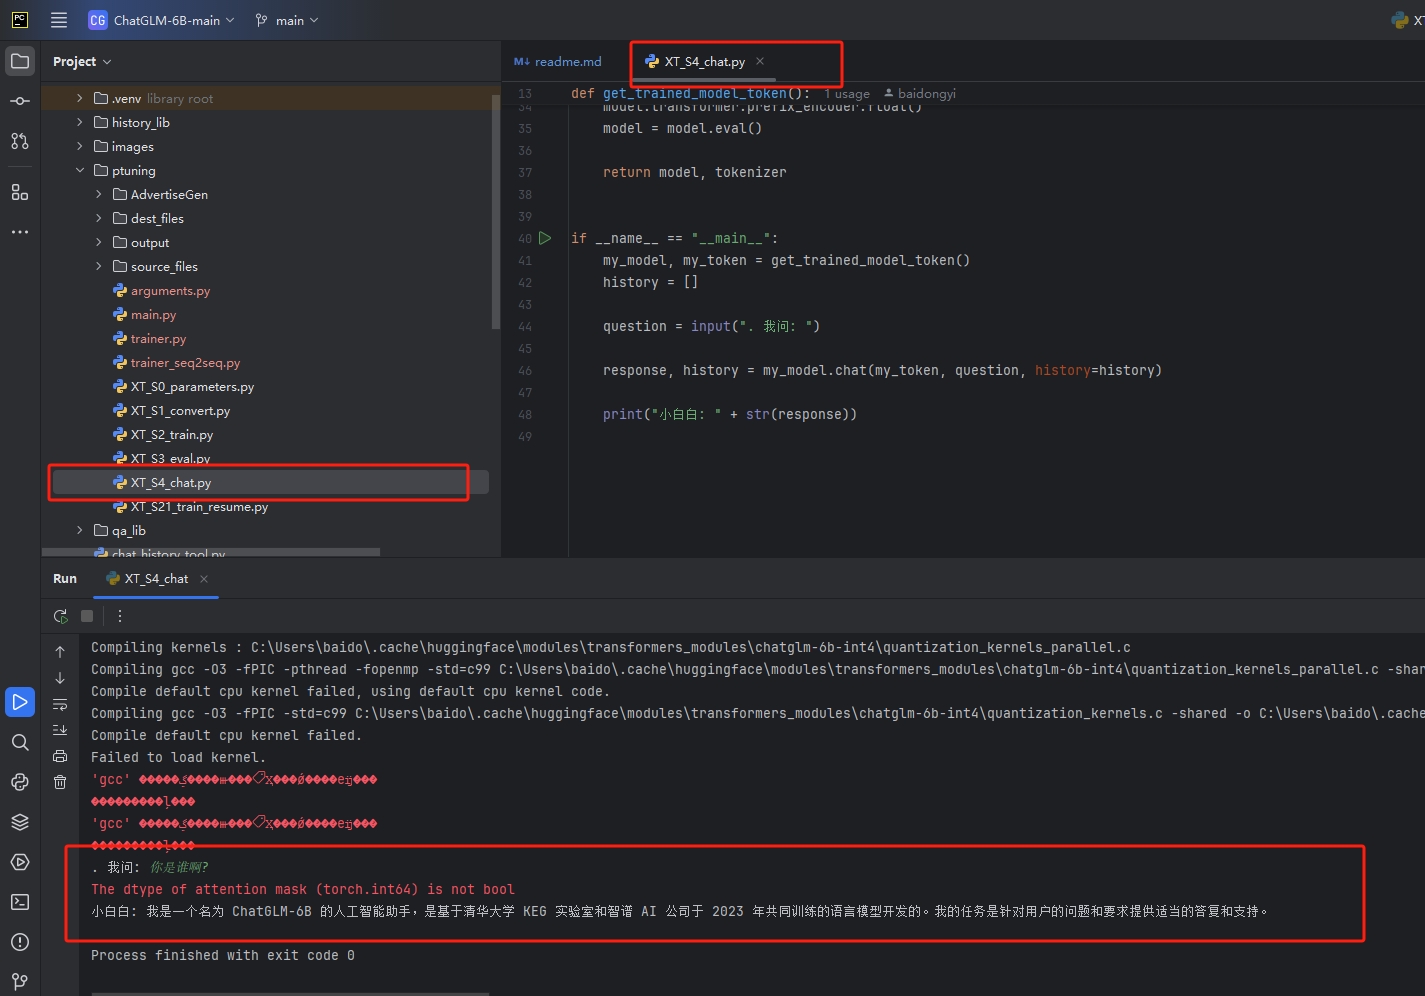 PC
CG ChatGLM-6B-main main
XT
Project
.venv library root
history_lib
images
ptuning
AdvertiseGen
dest_files
output
source_files
arguments.py
main.py
trainer.py
trainer_seq2seq.py
XT_S0_parameters.py
XT_S1_convert.py
XT_S2_train.py
XT_S3_eval.py
XT_S4_chat.py
XT_S21_train_resume.py
qa_lib
chat_history_tool.py
M↓ readme.md
XT_S4_chat.py
13 def get_trained_model_token(): 1 usage baidongyi
34 model.transformer.prefix_encoder.float()
35 model = model.eval()
36
37 return model, tokenizer
38
39
40 if __name__ == "__main__":
41 my_model, my_token = get_trained_model_token()
42 history = []
43
44 question = input(". 我问: ")
45
46 response, history = my_model.chat(my_token, question, history=history)
47
48 print("小白白: " + str(response))
49
Run XT_S4_chat
Compiling kernels : C:\Users\baido\.cache\huggingface\modules\transformers_modules\chatglm-6b-int4\quantization_kernels_parallel.c
Compiling gcc -O3 -fPIC -pthread -fopenmp -std=c99 C:\Users\baido\.cache\huggingface\modules\transformers_modules\chatglm-6b-int4\quantization_kernels_parallel.c -shar
Compile default cpu kernel failed, using default cpu kernel code.
Compiling gcc -O3 -fPIC -std=c99 C:\Users\baido\.cache\huggingface\modules\transformers_modules\chatglm-6b-int4\quantization_kernels.c -shared -o C:\Users\baido\.cache
Compile default cpu kernel failed.
Failed to load kernel.
'gcc'
'gcc'
. 我问: 你是谁啊?
The dtype of attention mask (torch.int64) is not bool
小白白: 我是一个名为 ChatGLM-6B 的人工智能助手，是基于清华大学 KEG 实验室和智谱 AI 公司于 2023 年共同训练的语言模型开发的。我的任务是针对用户的问题和要求提供适当的答复和支持。
Process finished with exit code 0